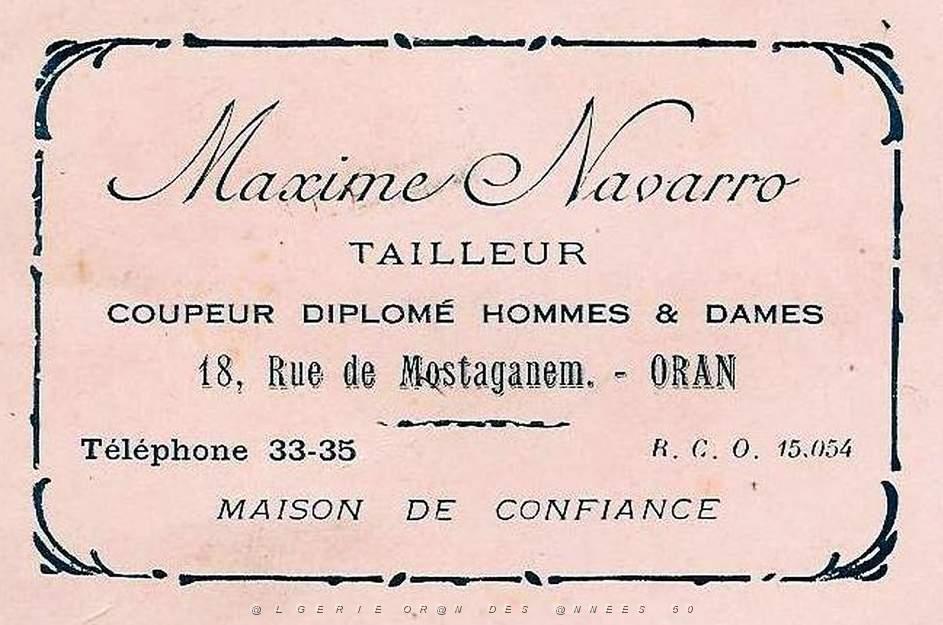 Maxime Navarro
TAILLEUR
COUPEUR DIPLOMÉ HOMMES & DAMES
18, Rue de Mostaganem. - ORAN
Téléphone 33-35 R. C. O. 15.054
MAISON DE CONFIANCE
@LGERIE OR@N DES @NNEES 50